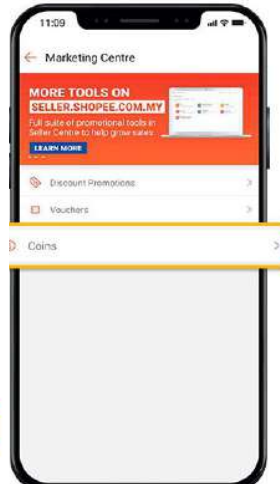 11:09
Marketing Centre
MORE TOOLS ON
SELLER.SHOPEE.COM.MY
Full suite of promotional tools in
Seller Centre to help grow sales
LEARN MORE
Discount Promotions
Vouchers
Coins